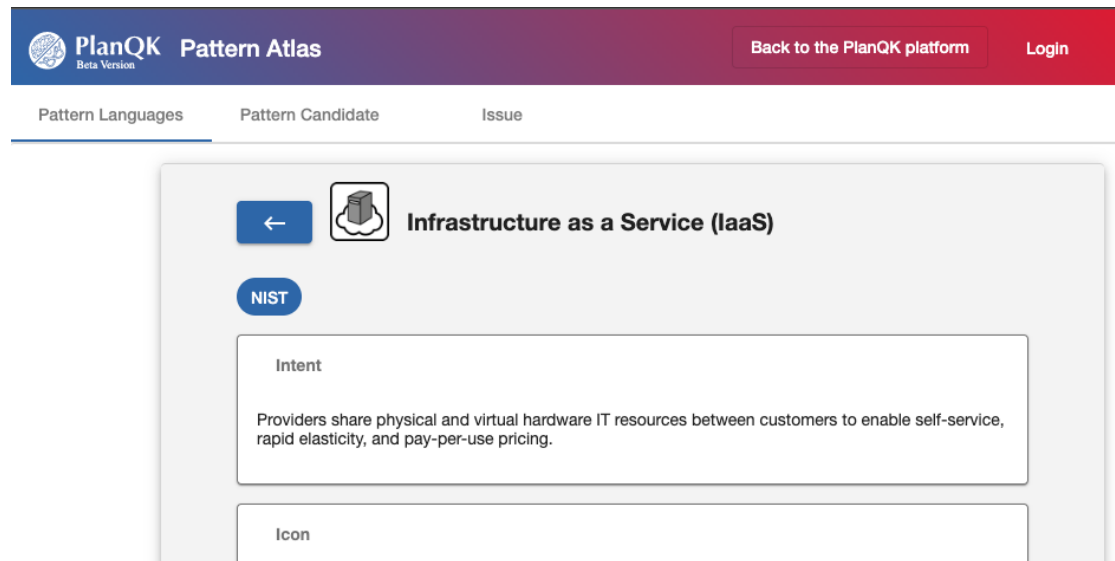 PlanQK Pattern Atlas
Beta Version
Back to the PlanQK platform
Login
Pattern Languages
Pattern Candidate
Issue
Infrastructure as a Service (IaaS)
NIST
Intent
Providers share physical and virtual hardware IT resources between customers to enable self-service,
rapid elasticity, and pay-per-use pricing.
Icon